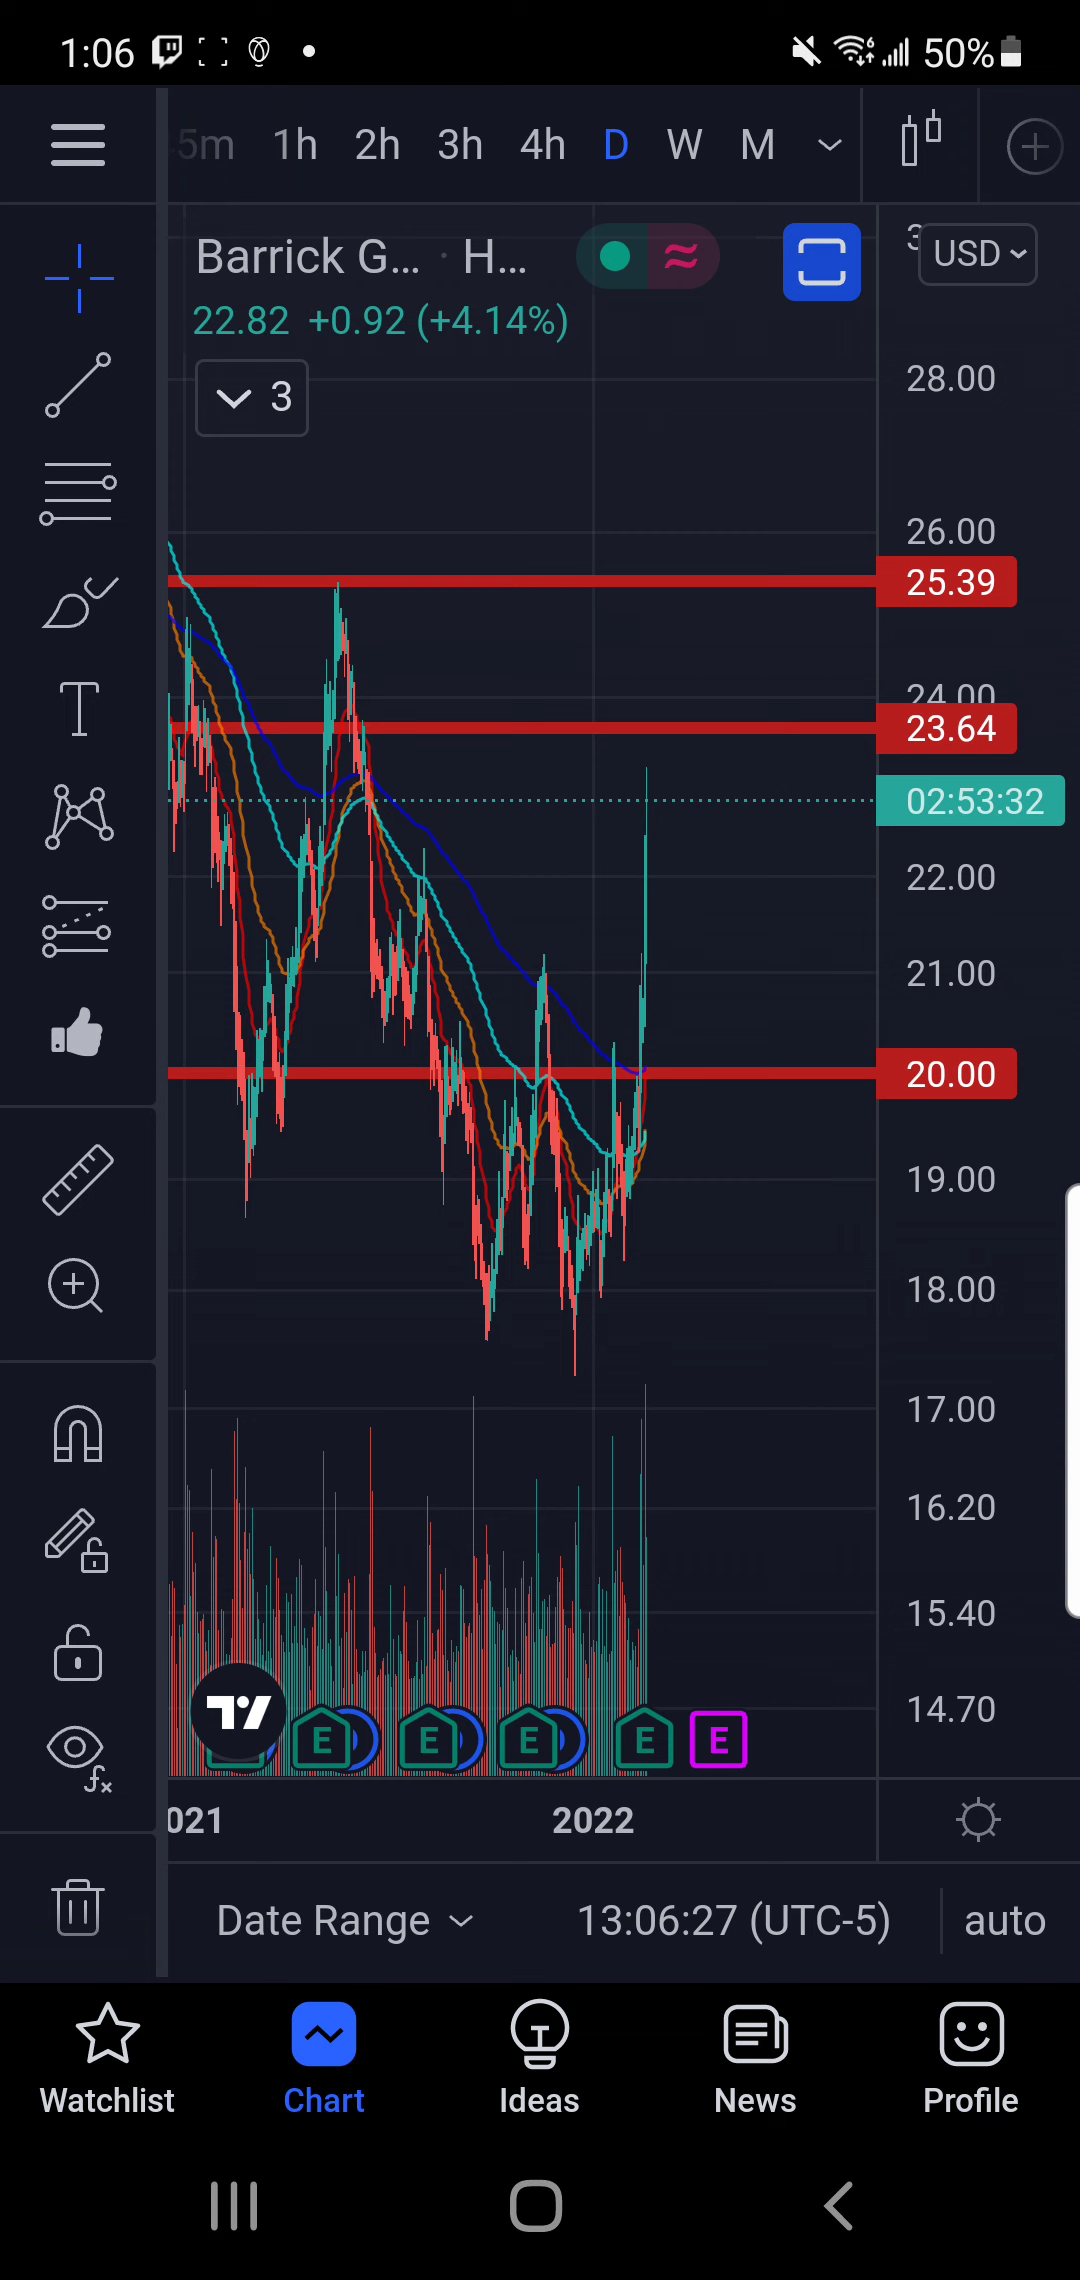 1:06 6 50%
5m 1h 2h 3h 4h D W M
Barrick G... · H...
USD
22.82 +0.92 (+4.14%)
3
28.00
26.00
25.39
24.00
23.64
02:53:32
22.00
21.00
20.00
19.00
18.00
17.00
16.20
15.40
14.70
E E E E E
021 2022
Date Range 13:06:27 (UTC-5) auto
Watchlist Chart Ideas News Profile